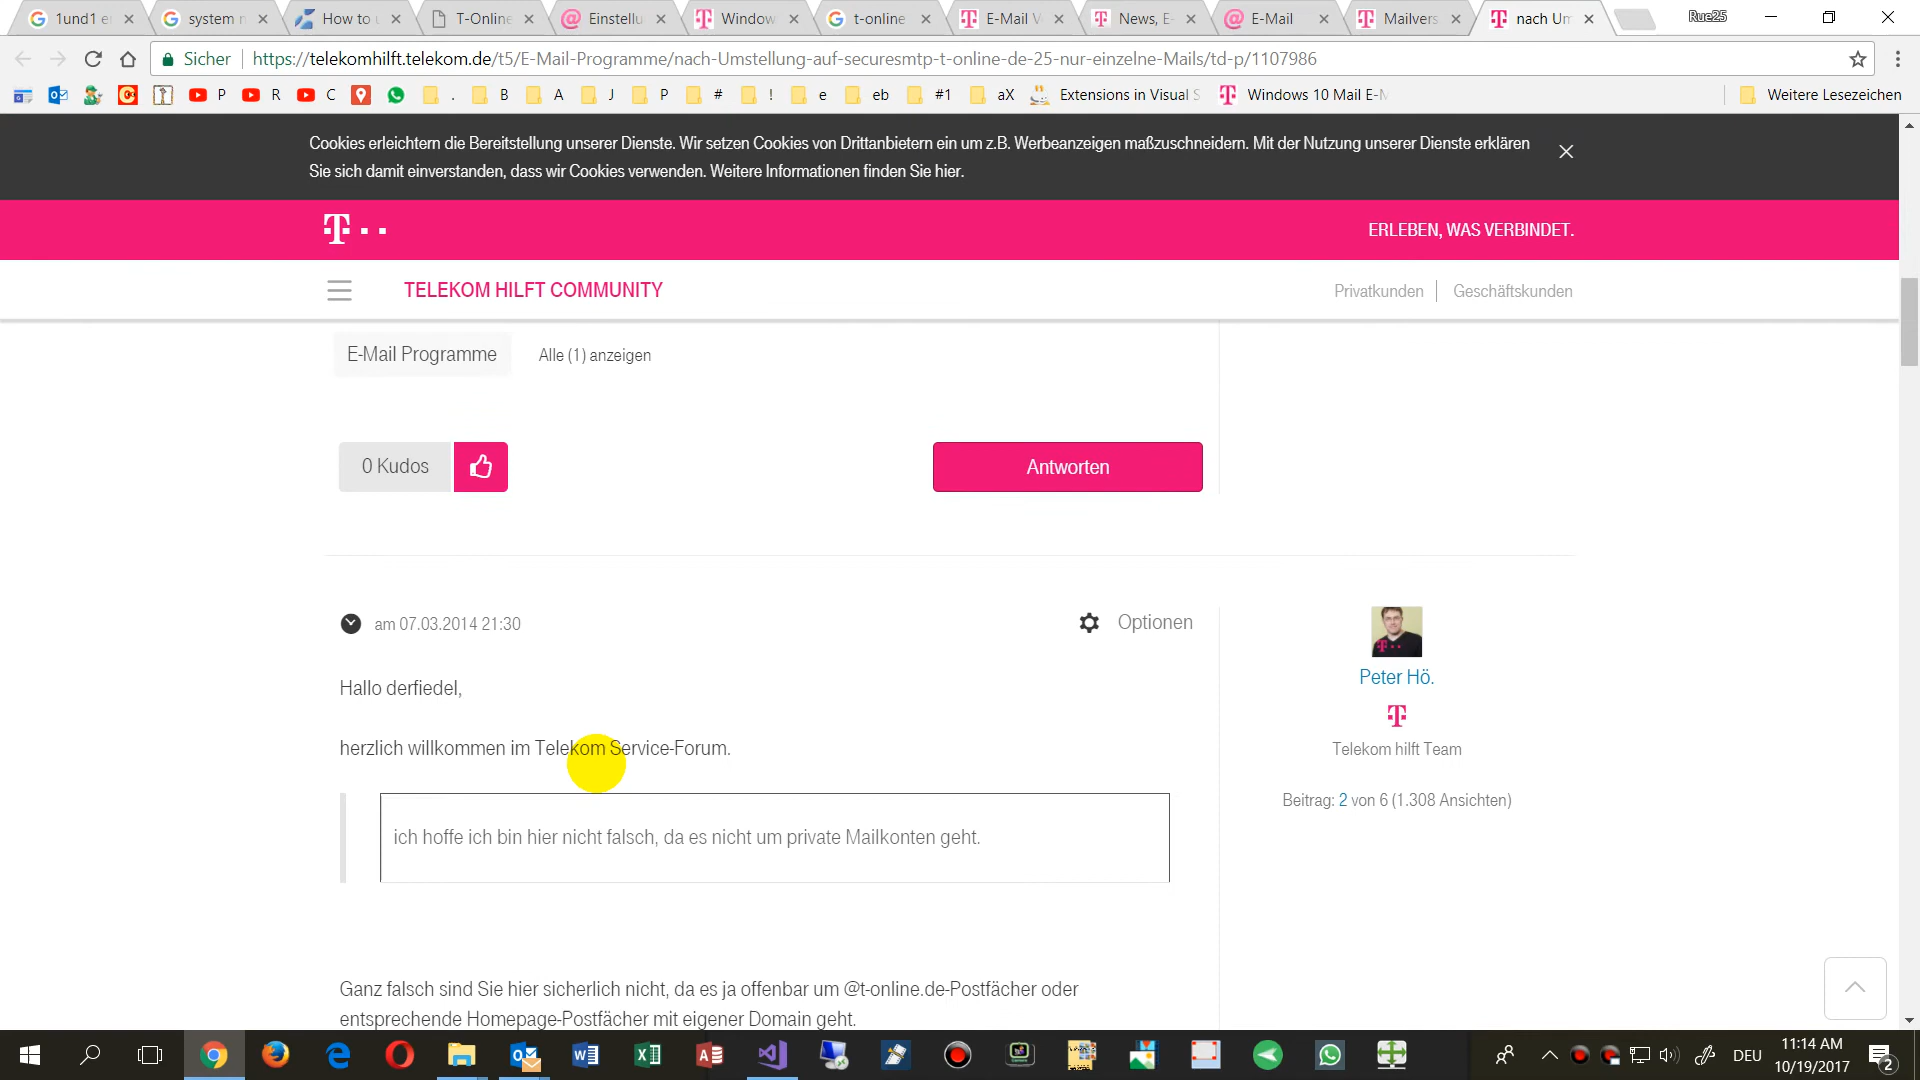 1und1 e
system n
How to u
T-Online
Einstellu
Window
t-online
E-Mail V
News, E-
E-Mail
Mailvers
nach Um
Rue25
Sicher
https://telekomhilft.telekom.de/t5/E-Mail-Programme/nach-Umstellung-auf-securesmtp-t-online-de-25-nur-einzelne-Mails/td-p/1107986
P R C . B A J P # ! e eb #1 aX Extensions in Visual S Windows 10 Mail E-M Weitere Lesezeichen
Cookies erleichtern die Bereitstellung unserer Dienste. Wir setzen Cookies von Drittanbietern ein um z.B. Werbeanzeigen maßzuschneidern. Mit der Nutzung unserer Dienste erklären
Sie sich damit einverstanden, dass wir Cookies verwenden. Weitere Informationen finden Sie hier.
ERLEBEN, WAS VERBINDET.
TELEKOM HILFT COMMUNITY
Privatkunden
Geschäftskunden
E-Mail Programme
Alle (1) anzeigen
0 Kudos
Antworten
am 07.03.2014 21:30
Optionen
Hallo derfiedel,
herzlich willkommen im Telekom Service-Forum.
ich hoffe ich bin hier nicht falsch, da es nicht um private Mailkonten geht.
Ganz falsch sind Sie hier sicherlich nicht, da es ja offenbar um @t-online.de-Postfächer oder
entsprechende Homepage-Postfächer mit eigener Domain geht.
Peter Hö.
Telekom hilft Team
Beitrag: 2 von 6 (1.308 Ansichten)
DEU
11:14 AM
10/19/2017
2